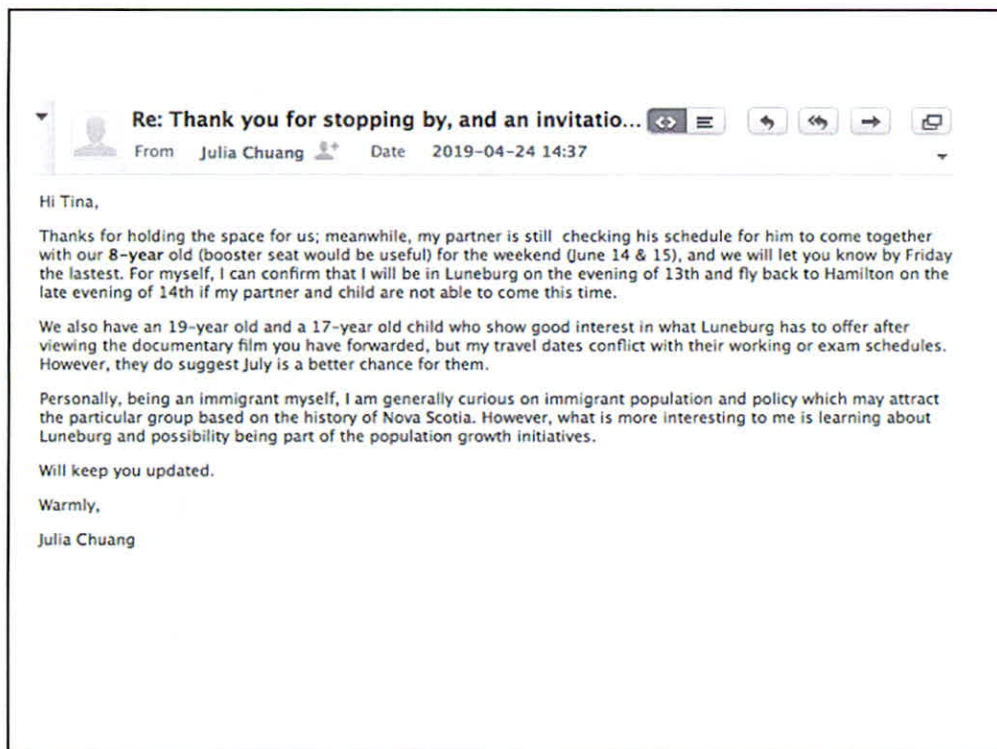 Re: Thank you for stopping by, and an invitatio...
From Julia Chuang Date 2019-04-24 14:37
Hi Tina,
Thanks for holding the space for us; meanwhile, my partner is still checking his schedule for him to come together
with our 8-year old (booster seat would be useful) for the weekend (June 14 & 15), and we will let you know by Friday
the lastest. For myself, I can confirm that I will be in Luneburg on the evening of 13th and fly back to Hamilton on the
late evening of 14th if my partner and child are not able to come this time.
We also have an 19-year old and a 17-year old child who show good interest in what Luneburg has to offer after
viewing the documentary film you have forwarded, but my travel dates conflict with their working or exam schedules.
However, they do suggest July is a better chance for them.
Personally, being an immigrant myself, I am generally curious on immigrant population and policy which may attract
the particular group based on the history of Nova Scotia. However, what is more interesting to me is learning about
Luneburg and possibility being part of the population growth initiatives.
Will keep you updated.
Warmly,
Julia Chuang